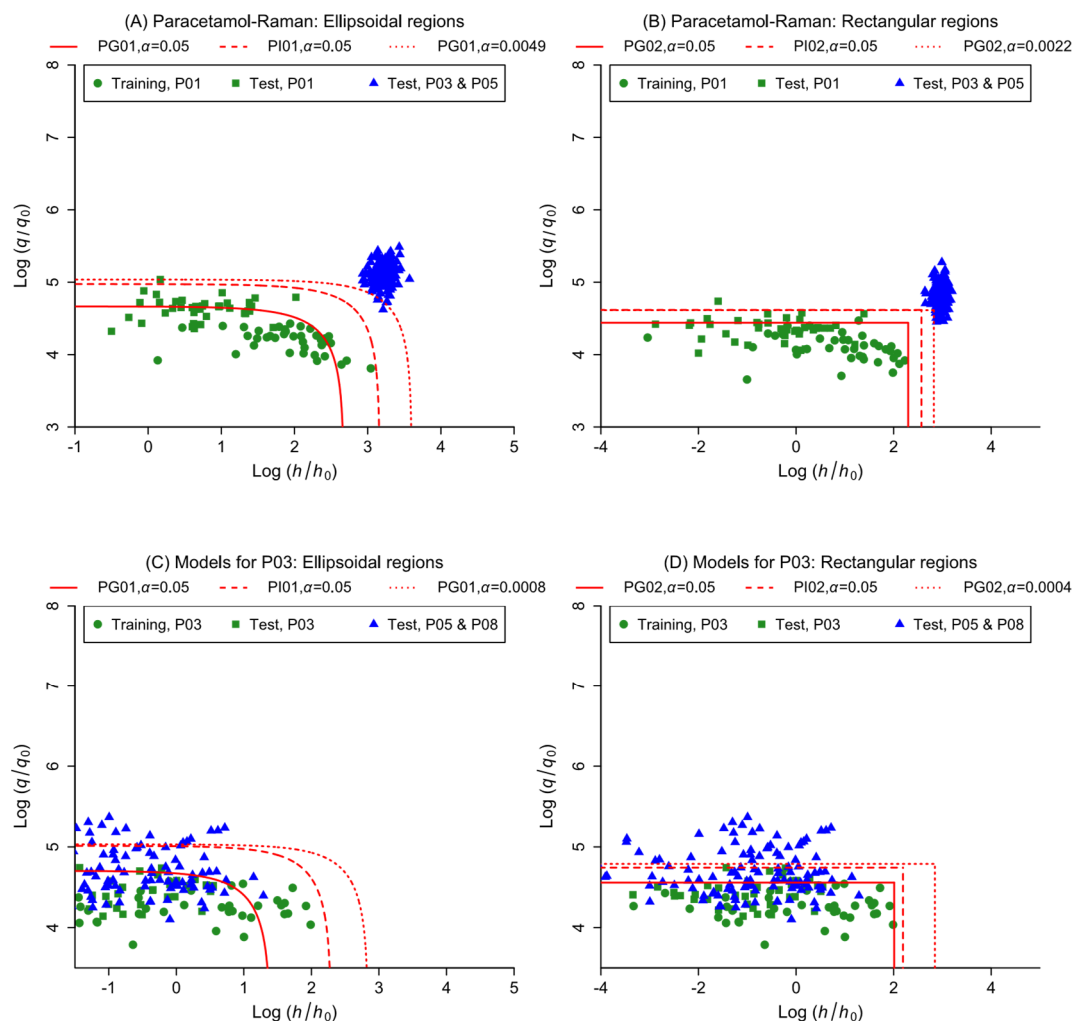 (A) Paracetamol-Raman: Ellipsoidal regions
PG01,α=0.05 PI01,α=0.05 PG01,α=0.0049
Training, P01 Test, P01 Test, P03 & P05
8
7
6
5
4
3
Log (q/q0)
-1 0 1 2 3 4 5
Log (h/h0)
(B) Paracetamol-Raman: Rectangular regions
PG02,α=0.05 PI02,α=0.05 PG02,α=0.0022
Training, P01 Test, P01 Test, P03 & P05
8
7
6
5
4
3
Log (q/q0)
-4 -2 0 2 4
Log (h/h0)
(C) Models for P03: Ellipsoidal regions
PG01,α=0.05 PI01,α=0.05 PG01,α=0.0008
Training, P03 Test, P03 Test, P05 & P08
8
7
6
5
4
Log (q/q0)
-1 0 1 2 3 4 5
Log (h/h0)
(D) Models for P03: Rectangular regions
PG02,α=0.05 PI02,α=0.05 PG02,α=0.0004
Training, P03 Test, P03 Test, P05 & P08
8
7
6
5
4
Log (q/q0)
-4 -2 0 2 4
Log (h/h0)